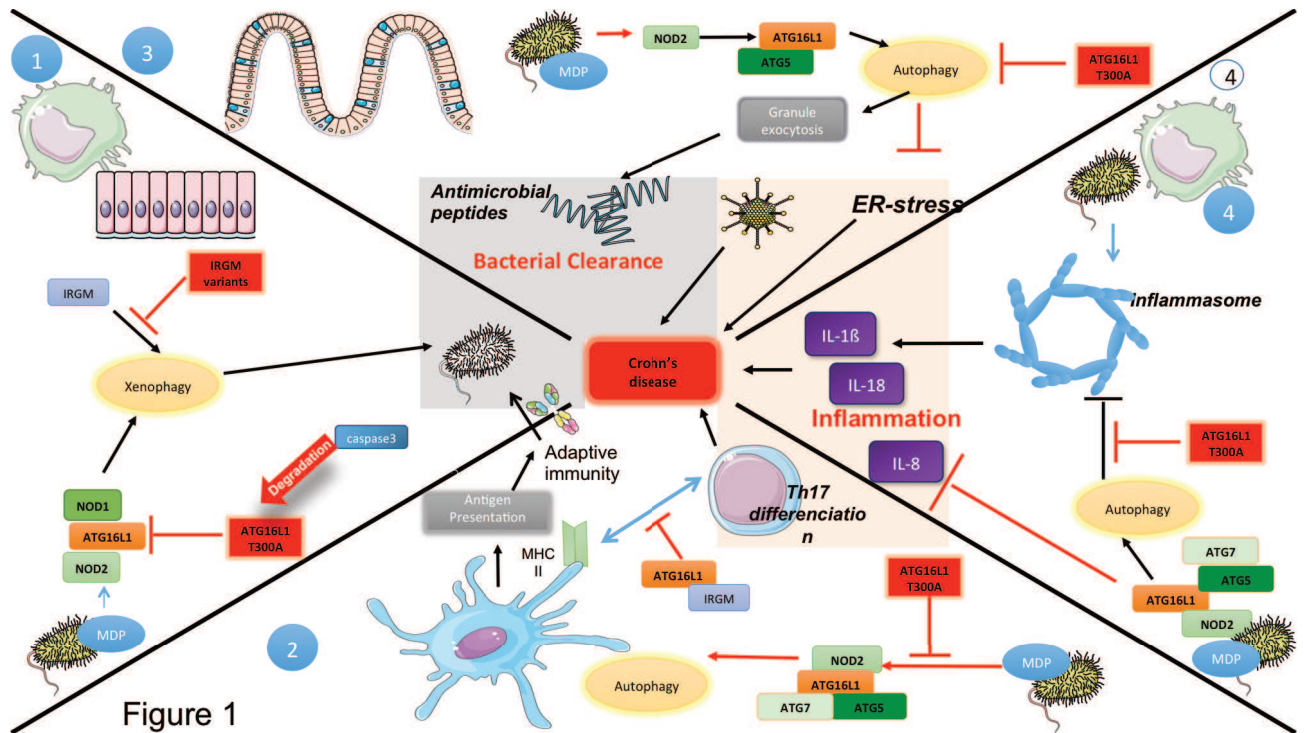 1
3
MDP
NOD2
ATG16L1
ATG5
Autophagy
ATG16L1
T300A
4
Granule
exocytosis
4
Antimicrobial
peptides
ER-stress
Bacterial Clearance
IRGM
variants
IRGM
Xenophagy
inflammasome
IL-1ß
IL-18
Crohn's
disease
Inflammation
IL-8
caspase3
Degradation
Adaptive
immunity
Antigen
Presentation
Th17
differenciatio
n
ATG16L1
T300A
Autophagy
NOD1
ATG16L1
NOD2
ATG16L1
T300A
MHC
II
ATG16L1
IRGM
ATG16L1
T300A
ATG7
ATG5
ATG16L1
NOD2
MDP
MDP
2
Autophagy
NOD2
ATG16L1
ATG7
ATG5
MDP
Figure 1